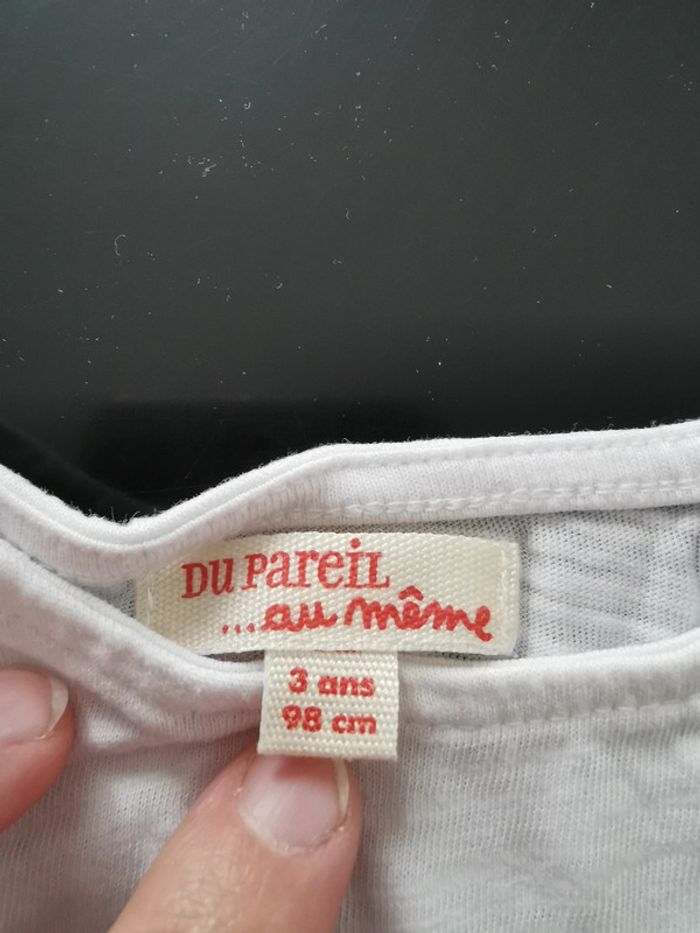 DU PAREIL
...au même
3 ans
98 cm